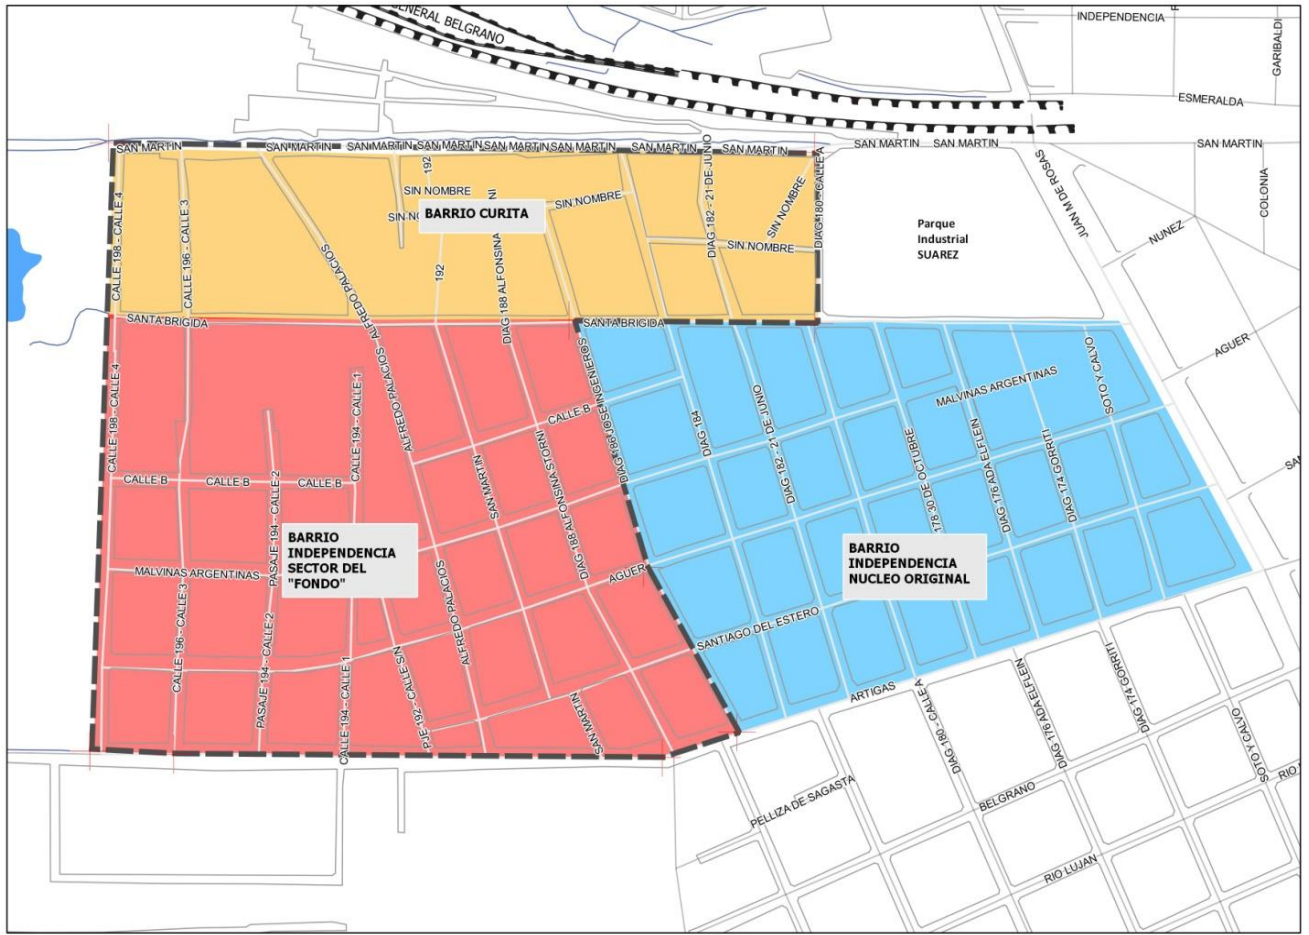 GENERAL BELGRANO
INDEPENDENCIA
GARIBALDI
ESMERALDA
SAN MARTIN
SAN MARTIN
SAN MARTIN
SAN MARTIN
SAN MARTIN
SAN MARTIN
SAN MARTIN
SAN MARTIN
SAN MARTIN
SAN MARTIN
SAN MARTIN
COLONIA
JUAN M DE ROSAS
NUNEZ
AGUER
Parque
Industrial
SUAREZ
CALLE 198 - CALLE 4
CALLE 196 - CALLE 3
ALFREDO PALACIOS
192
192
SIN NOMBRE
BARRIO CURITA
SIN NOMBRE
DIAG 188 ALFONSINA
DIAG 182 - 21 DE JUNIO
SIN NOMBRE
SIN NOMBRE
DIAG 180 - CALLE A
SANTA BRIGIDA
SANTA BRIGIDA
ALFREDO PALACIOS
CALLE 198 - CALLE 4
CALLE 194 - CALLE 1
CALLE B
CALLE B
CALLE B
CALLE B
PASAJE 194 - CALLE 2
SAN MARTIN
DIAG 188 ALFONSINA STORNI
DIAG 186 JOSE INGENIEROS
DIAG 184
DIAG 182 - 21 DE JUNIO
MALVINAS ARGENTINAS
SOTO Y CALVO
178 30 DE OCTUBRE
DIAG 176 ADA ELFLEIN
DIAG 174 GORRITI
BARRIO
INDEPENDENCIA
SECTOR DEL
"FONDO"
BARRIO
INDEPENDENCIA
NUCLEO ORIGINAL
MALVINAS ARGENTINAS
AGUER
SANTIAGO DEL ESTERO
CALLE 196 - CALLE 3
PASAJE 194 - CALLE 2
CALLE 194 - CALLE 1
PJE 192 - CALLE S/N
ALFREDO PALACIOS
SAN MARTIN
ARTIGAS
DIAG 180 - CALLE A
DIAG 176 ADA ELFLEIN
DIAG 174 GORRITI
SOTO Y CALVO
PELLIZA DE SAGASTA
BELGRANO
RIO LUJAN
RIO